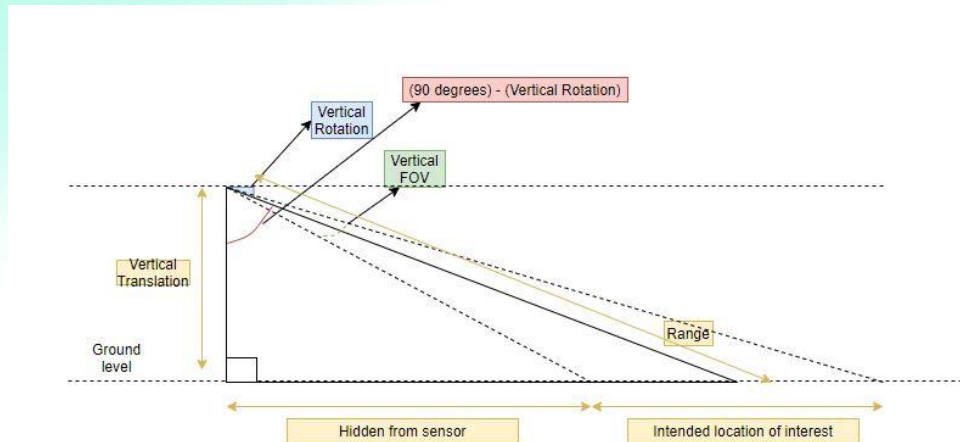 (90 degrees) - (Vertical Rotation)
Vertical
Rotation
Vertical
FOV
Vertical
Translation
Range
Ground
level
Hidden from sensor
Intended location of interest